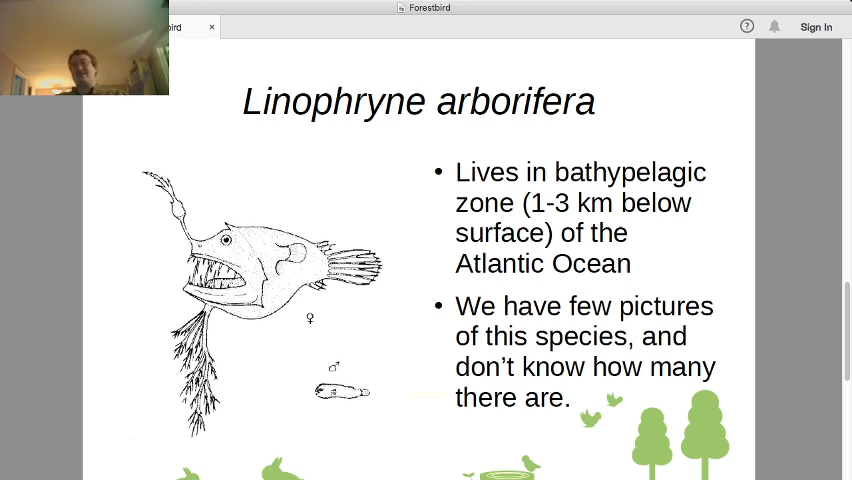 Forestbird
ird ×
? Sign In
Linophryne arborifera
• Lives in bathypelagic
zone (1-3 km below
surface) of the
Atlantic Ocean
• We have few pictures
of this species, and
don't know how many
there are.
♀
♂